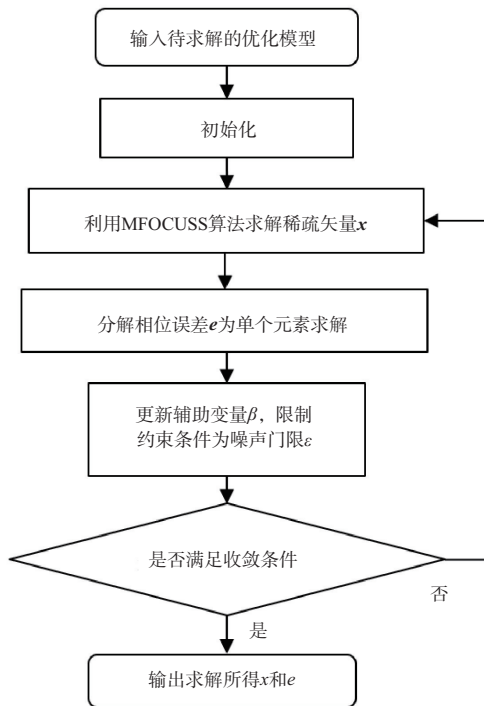 输入待求解的优化模型
初始化
利用MFOCUSS算法求解稀疏矢量x
分解相位误差e为单个元素求解
更新辅助变量β，限制
约束条件为噪声门限ε
是否满足收敛条件
否
是
输出求解所得x和e